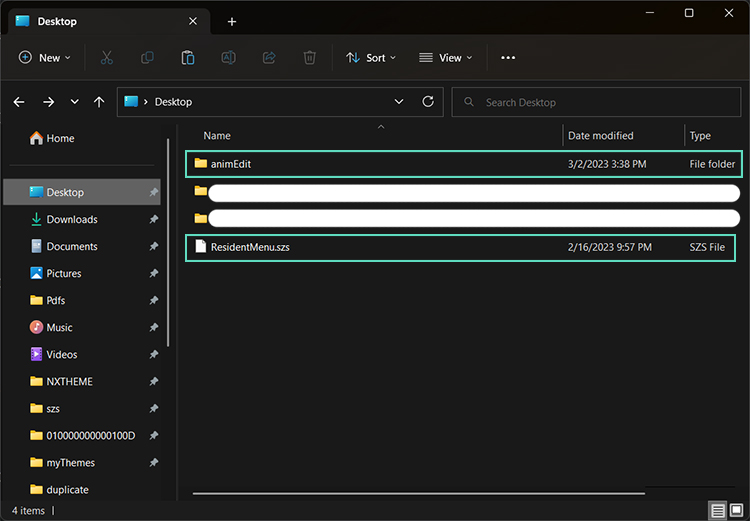 Desktop
New
Sort
View
Desktop
Search Desktop
Home
Desktop
Downloads
Documents
Pictures
Pdfs
Music
Videos
NXTHEME
szs
010000000000100D
myThemes
duplicate
Name Date modified Type
animEdit 3/2/2023 3:38 PM File folder
ResidentMenu.szs 2/16/2023 9:57 PM SZS File
4 items